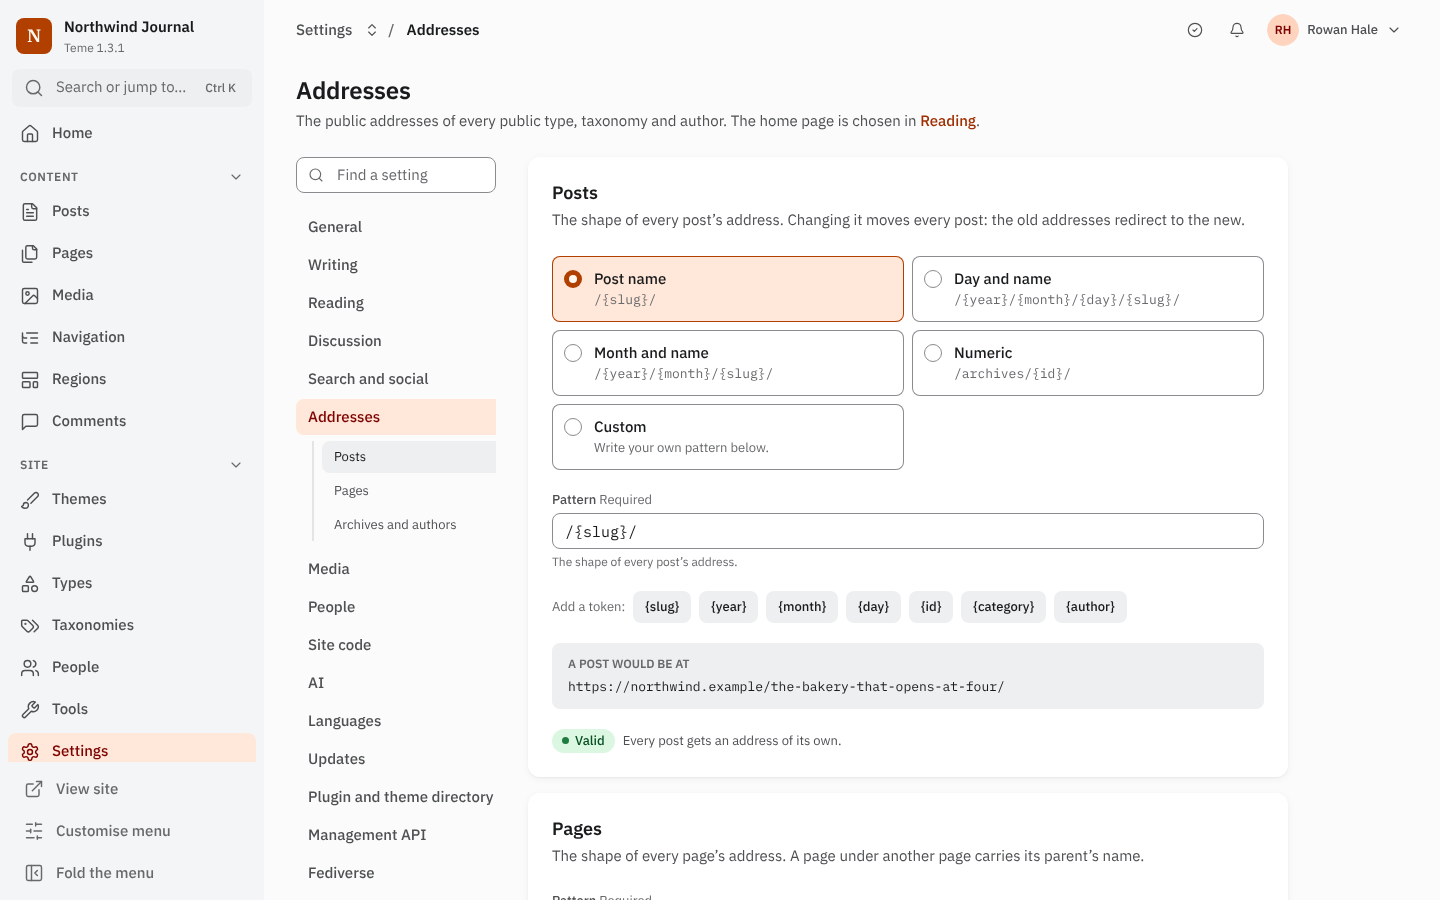 Northwind Journal
Teme 1.3.1
Search or jump to... Ctrl K
Home
CONTENT
Posts
Pages
Media
Navigation
Regions
Comments
SITE
Themes
Plugins
Types
Taxonomies
People
Tools
Settings
View site
Customise menu
Fold the menu
Settings / Addresses
RH Rowan Hale
Addresses
The public addresses of every public type, taxonomy and author. The home page is chosen in Reading.
Find a setting
General
Writing
Reading
Discussion
Search and social
Addresses
Posts
Pages
Archives and authors
Media
People
Site code
AI
Languages
Updates
Plugin and theme directory
Management API
Fediverse
Posts
The shape of every post’s address. Changing it moves every post: the old addresses redirect to the new.
Post name
/{slug}/
Day and name
/{year}/{month}/{day}/{slug}/
Month and name
/{year}/{month}/{slug}/
Numeric
/archives/{id}/
Custom
Write your own pattern below.
Pattern Required
/{slug}/
The shape of every post’s address.
Add a token: {slug} {year} {month} {day} {id} {category} {author}
A POST WOULD BE AT
https://northwind.example/the-bakery-that-opens-at-four/
Valid Every post gets an address of its own.
Pages
The shape of every page’s address. A page under another page carries its parent’s name.
Pattern Required